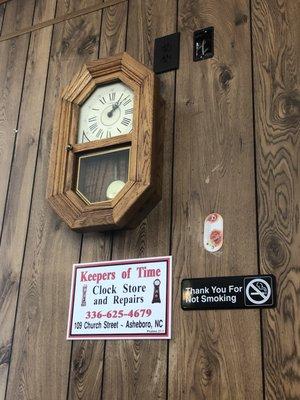 Keepers of Time
Clock Store
and Repairs
336-625-4679
109 Church Street ~ Asheboro, NC
Thank You For
Not Smoking